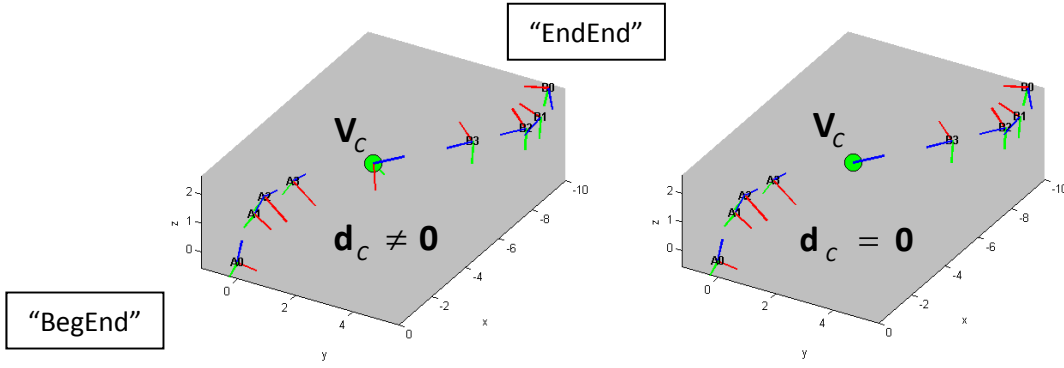 “EndEnd”
V_C
B0
B1
B2
B3
A3
A2
A1
A0
d_C ≠ 0
2
1
0
z
0
2
4
y
-10
-8
-6
-4
-2
0
x
“BegEnd”
V_C
B0
B1
B2
B3
A3
A2
A1
A0
d_C = 0
2
1
0
z
0
2
4
y
-10
-8
-6
-4
-2
0
x